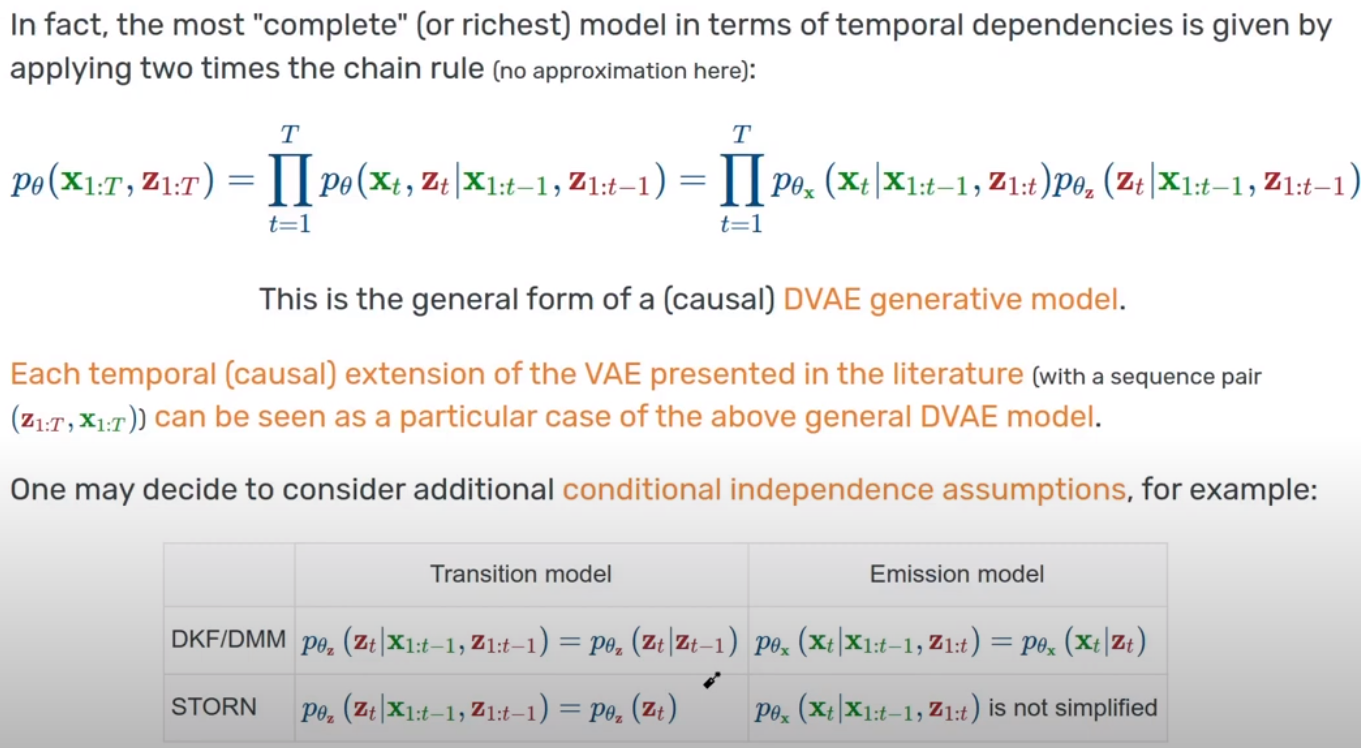 In fact, the most "complete" (or richest) model in terms of temporal dependencies is given by
applying two times the chain rule (no approximation here):
$p_\theta(\mathbf{x}_{1:T}, \mathbf{z}_{1:T}) = \prod_{t=1}^{T} p_\theta(\mathbf{x}_t, \mathbf{z}_t|\mathbf{x}_{1:t-1}, \mathbf{z}_{1:t-1}) = \prod_{t=1}^{T} p_{\theta_\mathbf{x}}(\mathbf{x}_t|\mathbf{x}_{1:t-1}, \mathbf{z}_{1:t}) p_{\theta_\mathbf{z}}(\mathbf{z}_t|\mathbf{x}_{1:t-1}, \mathbf{z}_{1:t-1})$
This is the general form of a (causal) DVAE generative model.
Each temporal (causal) extension of the VAE presented in the literature (with a sequence pair
$(\mathbf{z}_{1:T}, \mathbf{x}_{1:T})$) can be seen as a particular case of the above general DVAE model.
One may decide to consider additional conditional independence assumptions, for example:
Transition model Emission model
DKF/DMM $p_{\theta_\mathbf{z}}(\mathbf{z}_t|\mathbf{x}_{1:t-1}, \mathbf{z}_{1:t-1}) = p_{\theta_\mathbf{z}}(\mathbf{z}_t|\mathbf{z}_{t-1})$ $p_{\theta_\mathbf{x}}(\mathbf{x}_t|\mathbf{x}_{1:t-1}, \mathbf{z}_{1:t}) = p_{\theta_\mathbf{x}}(\mathbf{x}_t|\mathbf{z}_t)$
STORN $p_{\theta_\mathbf{z}}(\mathbf{z}_t|\mathbf{x}_{1:t-1}, \mathbf{z}_{1:t-1}) = p_{\theta_\mathbf{z}}(\mathbf{z}_t)$ $p_{\theta_\mathbf{x}}(\mathbf{x}_t|\mathbf{x}_{1:t-1}, \mathbf{z}_{1:t})$ is not simplified